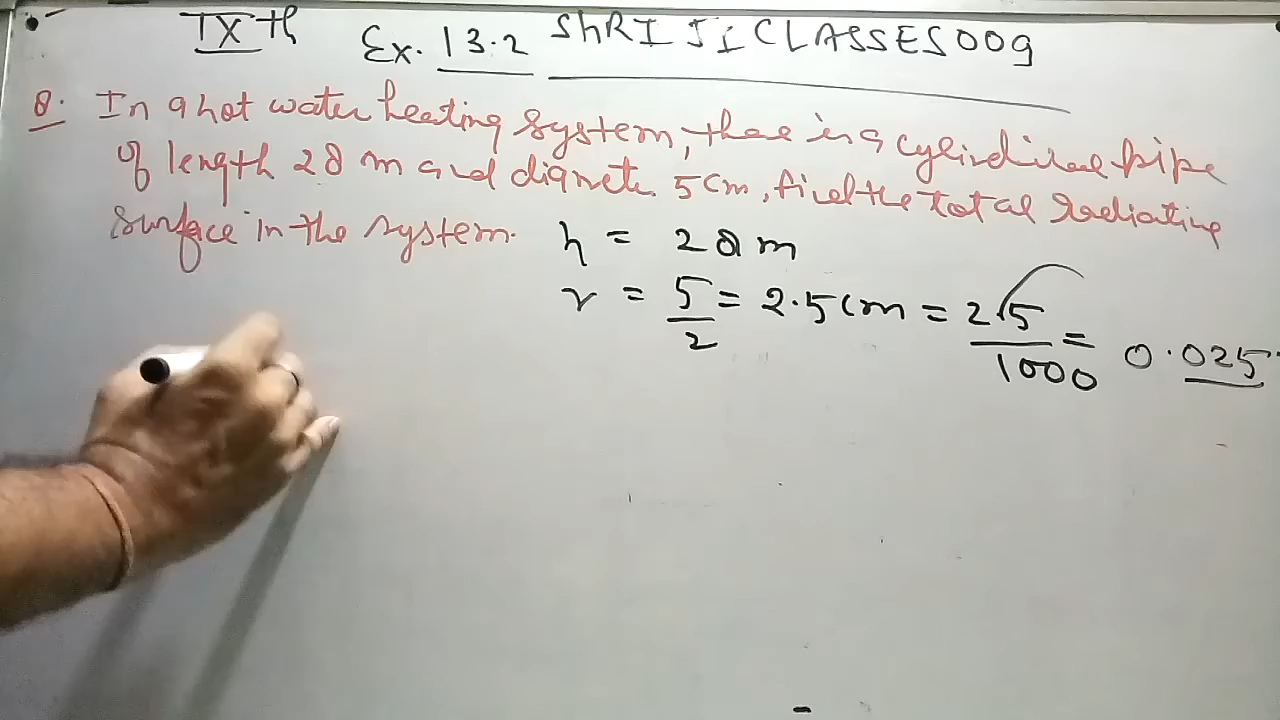 IXth Ex. 13.2 ShRI JI CLASSES009
Q. In a hot water heating system, there is a cylindrical pipe
of length 28 m and diameter 5 cm, find the total radiating
surface in the system.
h = 28 m
r = 5/2 = 2.5 cm = 25/1000 = 0.025